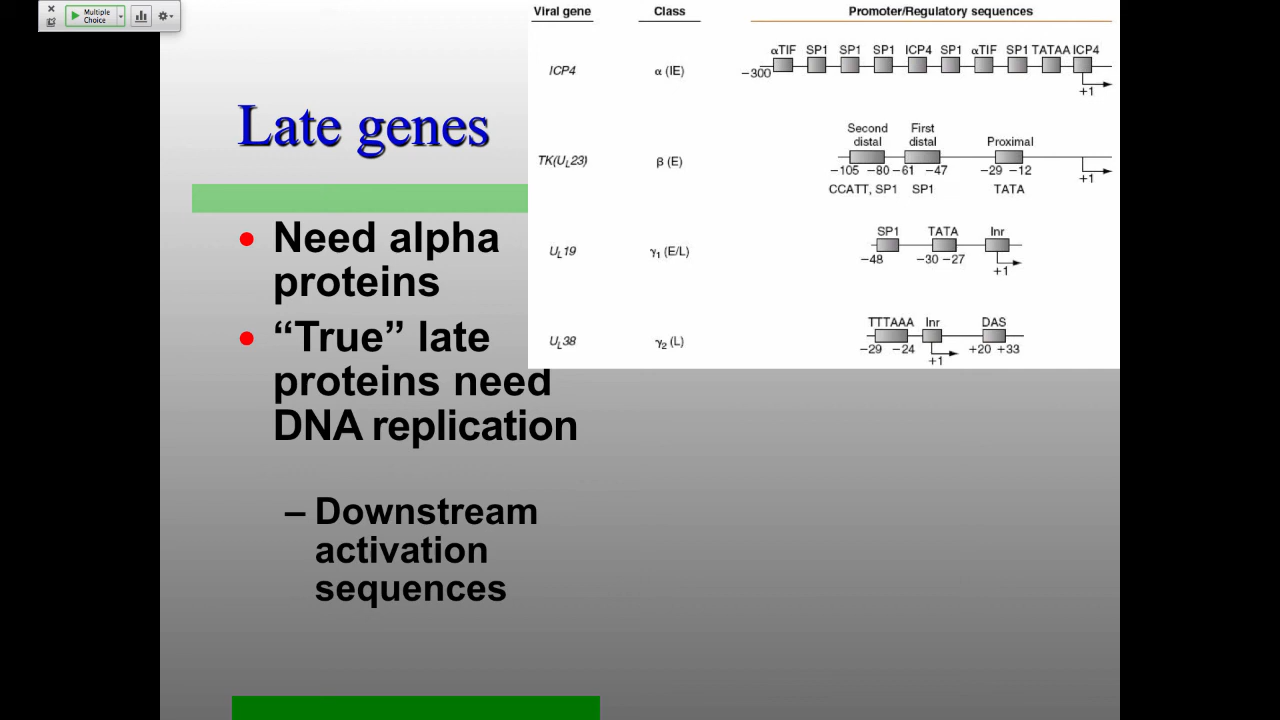 Multiple
Choice
Late genes
• Need alpha
proteins
• “True” late
proteins need
DNA replication
– Downstream
activation
sequences
Viral gene Class Promoter/Regulatory sequences
αTIF SP1 SP1 SP1 ICP4 SP1 αTIF SP1 TATAA ICP4
ICP4 α (IE) −300
+1
Second distal First distal Proximal
TK(UL23) β (E)
−105 −80 −61 −47 −29 −12 +1
CCATT, SP1 SP1 TATA
SP1 TATA Inr
UL19 γ1 (E/L)
−48 −30 −27 +1
TTTAAA Inr DAS
UL38 γ2 (L)
−29 −24 +1 +20 +33